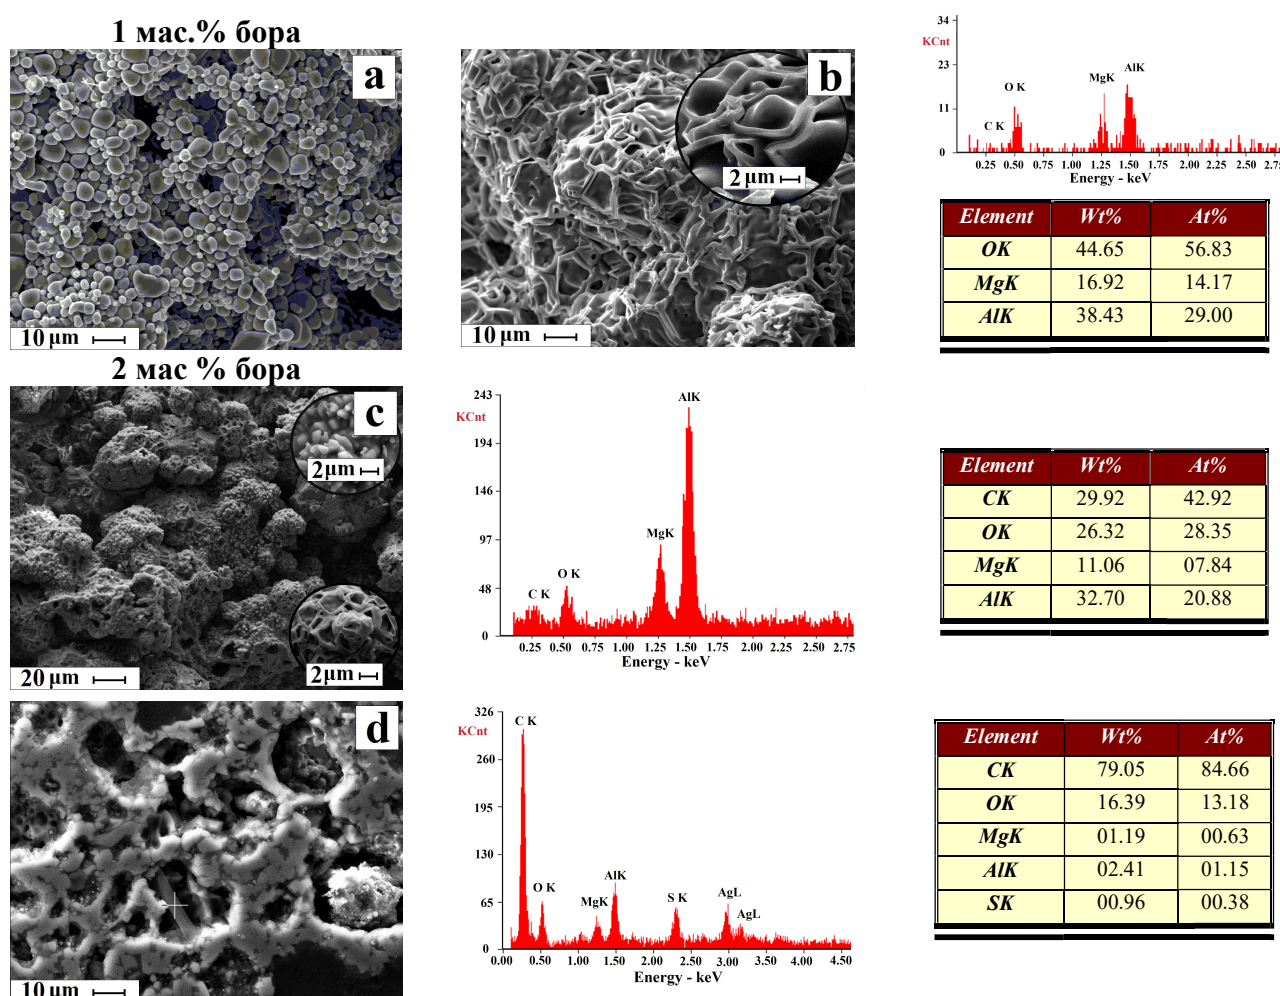 1 мас.% бора
a
10 μm
b
2 μm
10 μm
34
KCnt
23
11
0
C K
O K
MgK
AlK
0.25 0.50 0.75 1.00 1.25 1.50 1.75 2.00 2.25 2.50 2.75
Energy - keV
Element Wt% At%
OK 44.65 56.83
MgK 16.92 14.17
AlK 38.43 29.00
2 мас % бора
c
2 μm
2 μm
20 μm
243
KCnt
194
146
97
48
0
C K
O K
MgK
AlK
0.25 0.50 0.75 1.00 1.25 1.50 1.75 2.00 2.25 2.50 2.75
Energy - keV
Element Wt% At%
CK 29.92 42.92
OK 26.32 28.35
MgK 11.06 07.84
AlK 32.70 20.88
d
10 μm
326
KCnt
260
195
130
65
0
C K
O K
MgK
AlK
S K
AgL
AgL
0.00 0.50 1.00 1.50 2.00 2.50 3.00 3.50 4.00 4.50
Energy - keV
Element Wt% At%
CK 79.05 84.66
OK 16.39 13.18
MgK 01.19 00.63
AlK 02.41 01.15
SK 00.96 00.38